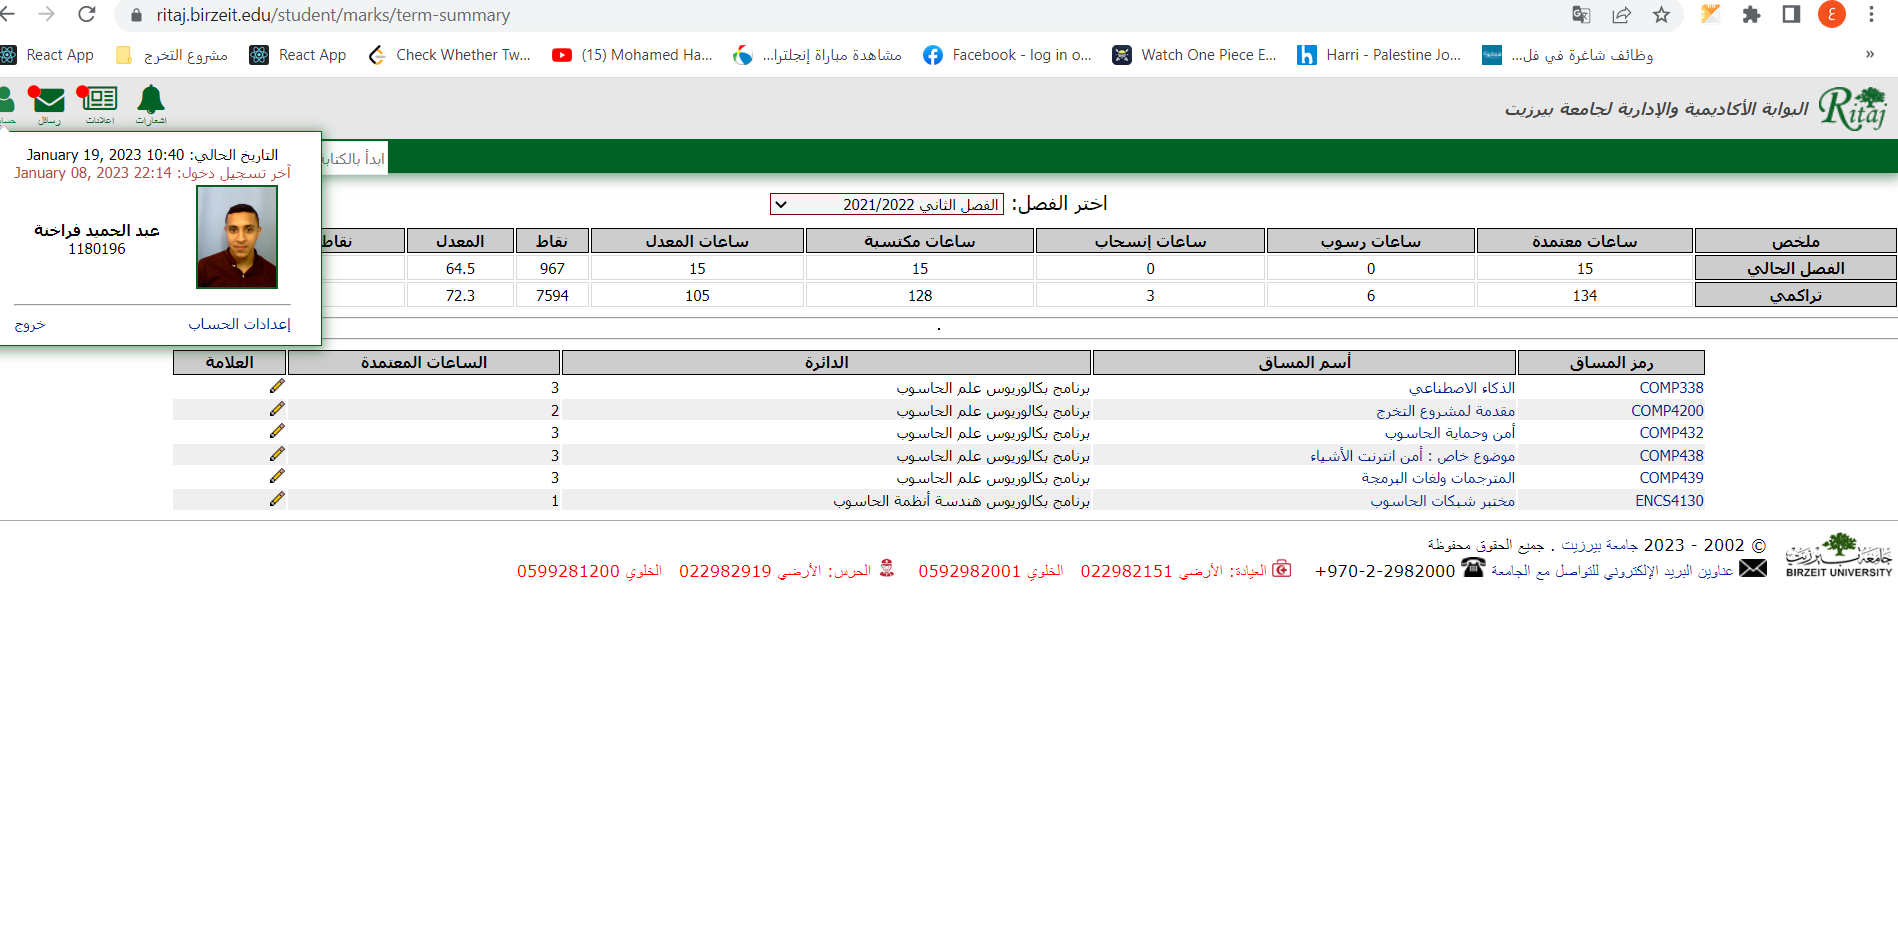 ritaj.birzeit.edu/student/marks/term-summary
ع
React App
مشروع التخرج
React App
Check Whether Tw...
(15) Mohamed Ha...
مشاهدة مباراة إنجلترا...
Facebook - log in o...
Watch One Piece E...
Harri - Palestine Jo...
وظائف شاغرة في فل...
»
Ritaj
البوابة الأكاديمية والإدارية لجامعة بيرزيت
اشعارات
اعلانات
رسائل
التاريخ الحالي: January 19, 2023 10:40
آخر تسجيل دخول: January 08, 2023 22:14
عبد الحميد فراخنة
1180196
إعدادات الحساب
خروج
ابدأ بالكتابة
اختر الفصل: الفصل الثاني 2021/2022
ملخص ساعات معتمدة ساعات رسوب ساعات إنسحاب ساعات مكتسبة ساعات المعدل نقاط المعدل نقاط
الفصل الحالي 15 0 0 15 15 967 64.5
تراكمي 134 6 3 128 105 7594 72.3
.
رمز المساق أسم المساق الدائرة الساعات المعتمدة العلامة
COMP338 الذكاء الاصطناعي برنامج بكالوريوس علم الحاسوب 3
COMP4200 مقدمة لمشروع التخرج برنامج بكالوريوس علم الحاسوب 2
COMP432 أمن وحماية الحاسوب برنامج بكالوريوس علم الحاسوب 3
COMP438 موضوع خاص : أمن انترنت الأشياء برنامج بكالوريوس علم الحاسوب 3
COMP439 المترجمات ولغات البرمجة برنامج بكالوريوس علم الحاسوب 3
ENCS4130 مختبر شبكات الحاسوب برنامج بكالوريوس هندسة أنظمة الحاسوب 1
جامعة بيرزيت
BIRZEIT UNIVERSITY
© 2002 - 2023 جامعة بيرزيت . جميع الحقوق محفوظة
عناوين البريد الإلكتروني للتواصل مع الجامعة +970-2-2982000 العيادة: الأرضي 022982151 الخلوي 0592982001 الحرس: الأرضي 022982919 الخلوي 0599281200